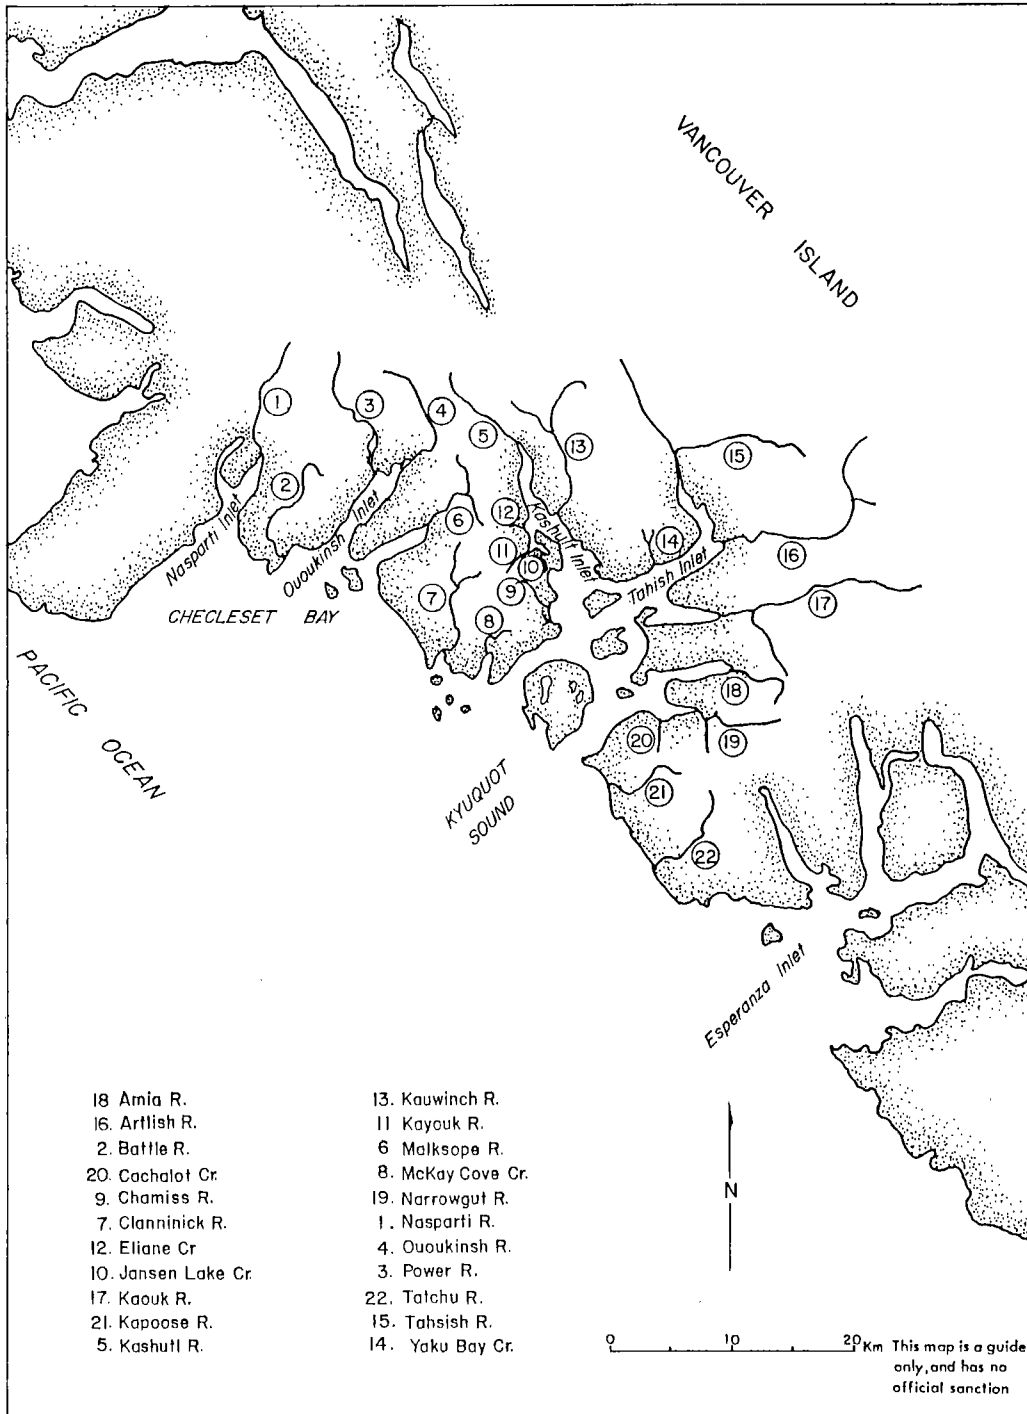 VANCOUVER ISLAND
1
2
3
4
5
6
7
8
9
10
11
12
13
14
15
16
17
18
19
20
21
22
Nasparti Inlet
Ououkinsh Inlet
Kashutt Inlet
Tahish Inlet
CHECLESET BAY
PACIFIC OCEAN
KYUQUOT
SOUND
Esperanza Inlet
18 Amia R.
16. Artlish R.
2. Battle R.
20. Cachalot Cr.
9. Chamiss R.
7. Clanninick R.
12. Eliane Cr
10. Jansen Lake Cr.
17. Kaouk R.
21. Kapoose R.
5. Kashutl R.
13. Kauwinch R.
11 Kayouk R.
6 Malksope R.
8. McKay Cove Cr.
19. Narrowgut R.
1. Nasparti R.
4. Ououkinsh R.
3. Power R.
22. Tatchu R.
15. Tahsish R.
14. Yaku Bay Cr.
N
0 10 20 Km
This map is a guide
only, and has no
official sanction